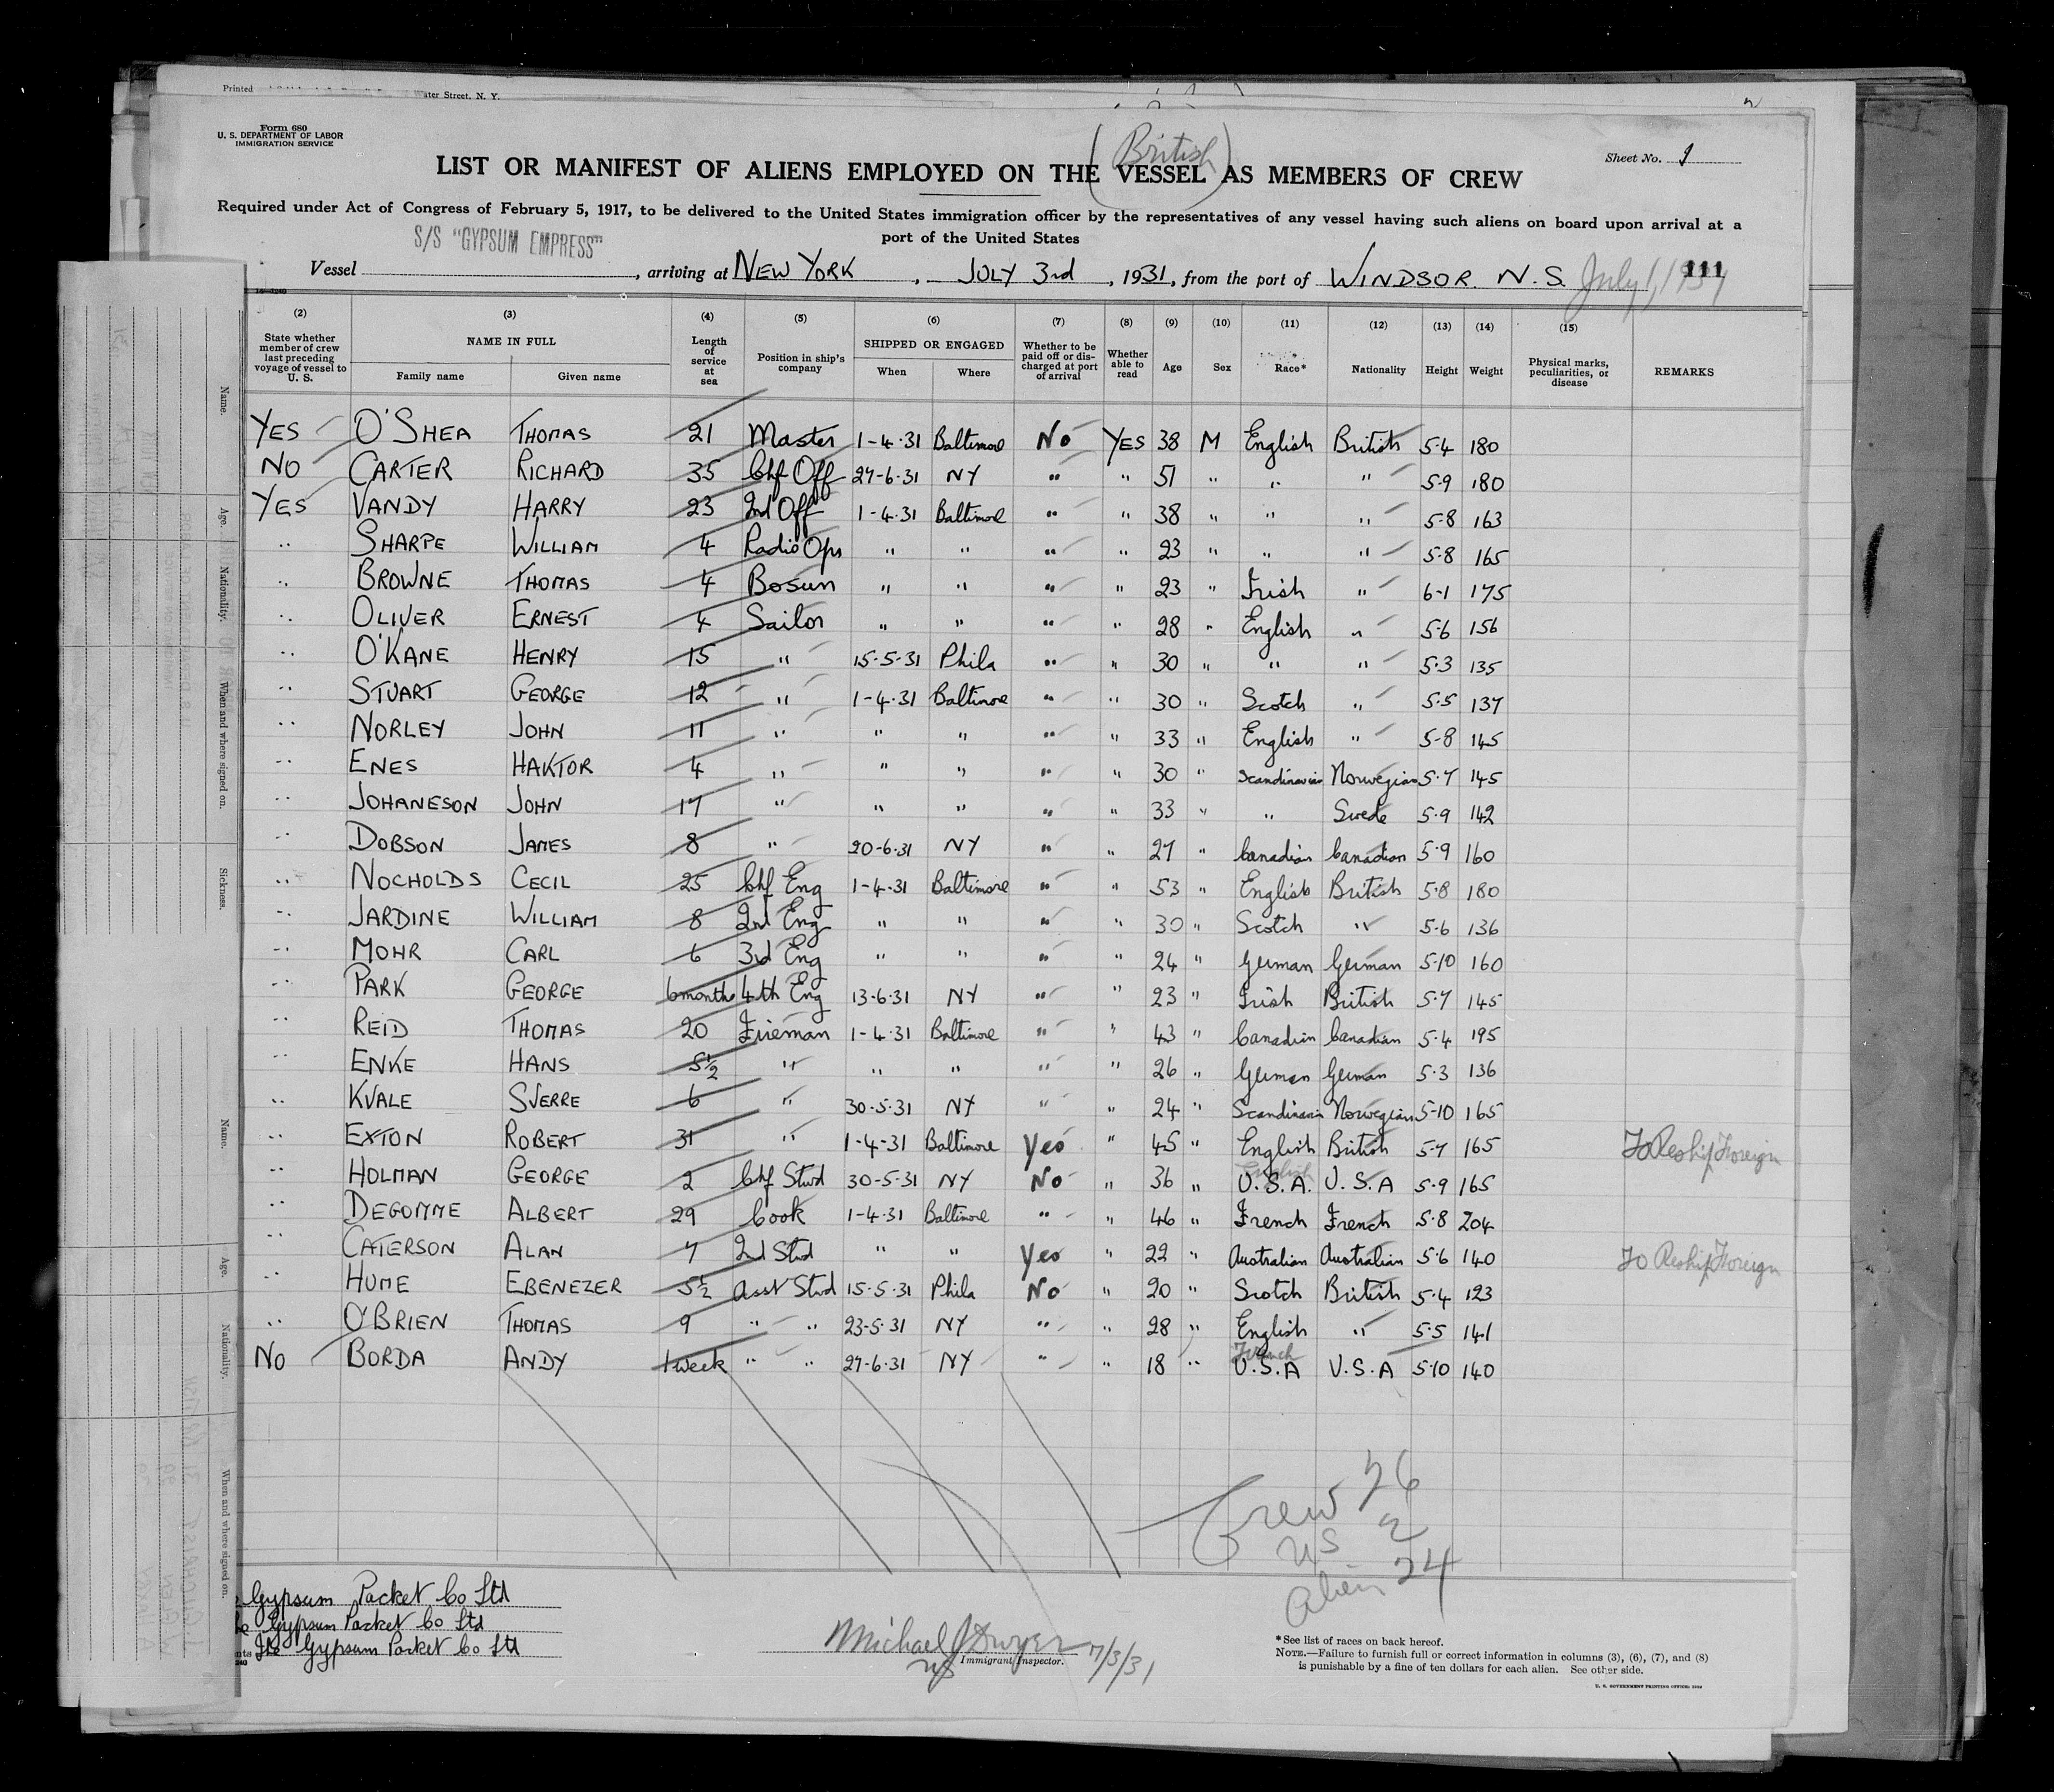 Printed ater Street, N. Y.
Form 680
U. S. DEPARTMENT OF LABOR
IMMIGRATION SERVICE
(British)
Sheet No. 1
LIST OR MANIFEST OF ALIENS EMPLOYED ON THE VESSEL AS MEMBERS OF CREW
Required under Act of Congress of February 5, 1917, to be delivered to the United States immigration officer by the representatives of any vessel having such aliens on board upon arrival at a
port of the United States
S/S "GYPSUM EMPRESS"
Vessel , arriving at NEW YORK , JULY 3rd , 1931, from the port of WINDSOR. N.S. July 1, 111
(2) (3) (4) (5) (6) (7) (8) (9) (10) (11) (12) (13) (14) (15)
State whether member of crew last preceding voyage of vessel to U. S. NAME IN FULL Family name Given name Length of service at sea Position in ship's company SHIPPED OR ENGAGED When Where Whether to be paid off or discharged at port of arrival Whether able to read Age Sex Race* Nationality Height Weight Physical marks, peculiarities, or disease REMARKS
YES O'SHEA THOMAS 21 Master 1-4-31 Baltimore No YES 38 M English British 5-4 180
NO CARTER RICHARD 35 Chf Off 27-6-31 NY " " 51 " " " 5-9 180
YES VANDY HARRY 23 2nd Off 1-4-31 Baltimore " " 38 " " " 5-8 163
" SHARPE WILLIAM 4 Radio Ops " " " " 23 " " " 5-8 165
" BROWNE THOMAS 4 Bosun " " " " 23 " Irish " 6-1 175
" OLIVER ERNEST 4 Sailor " " " " 28 " English " 5-6 156
" O'KANE HENRY 15 " 15-5-31 Phila " " 30 " " " 5-3 135
" STUART GEORGE 12 " 1-4-31 Baltimore " " 30 " Scotch " 5-5 137
" NORLEY JOHN 11 " " " " " 33 " English " 5-8 145
" ENES HAKTOR 4 " " " " " 30 " Scandinavian Norwegian 5-7 145
" JOHANESON JOHN 17 " " " " " 33 " " Swede 5-9 142
" DOBSON JAMES 8 " 20-6-31 NY " " 27 " Canadian Canadian 5-9 160
" NOCHOLDS CECIL 25 Chf Eng 1-4-31 Baltimore " " 53 " English British 5-8 180
" JARDINE WILLIAM 8 2nd Eng " " " " 30 " Scotch " 5-6 136
" MOHR CARL 6 3rd Eng " " " " 24 " German German 5-10 160
" PARK GEORGE 6 months 4th Eng 13-6-31 NY " " 23 " Irish British 5-7 145
" REID THOMAS 20 Fireman 1-4-31 Baltimore " " 43 " Canadian Canadian 5-4 195
" ENKE HANS 5½ " " " " " 26 " German German 5-3 136
" KVALE SVERRE 6 " 30-5-31 NY " " 24 " Scandinavian Norwegian 5-10 165
" EXTON ROBERT 31 " 1-4-31 Baltimore Yes " 45 " English British 5-7 165 To Reship Foreign
" HOLMAN GEORGE 2 Chf Stwd 30-5-31 NY No " 36 " English U.S.A. U.S.A 5-9 165
" DEGOMME ALBERT 29 Cook 1-4-31 Baltimore " " 46 " French French 5-8 204
" CATERSON ALAN 7 2nd Stwd " " Yes " 22 " Australian Australian 5-6 140 To Reship Foreign
" HUME EBENEZER 5½ Asst Stwd 15-5-31 Phila No " 20 " Scotch British 5-4 123
" O'BRIEN THOMAS 9 " " 23-5-31 NY " " 28 " English " 5-5 141
NO BORDA ANDY 1 week " " 27-6-31 NY " " 18 " French U.S.A U.S.A 5-10 140
Crew 26
US 2
Alien 24
Gypsum Packet Co Ltd
Gypsum Packet Co Ltd
The Gypsum Packet Co Ltd
Michael J Dwyer 7/3/31
US
Immigrant Inspector.
*See list of races on back hereof.
NOTE.—Failure to furnish full or correct information in columns (3), (6), (7), and (8)
is punishable by a fine of ten dollars for each alien. See other side.
U. S. GOVERNMENT PRINTING OFFICE:
Name.
Age.
Nationality.
When and where signed on.
Sickness.
Name.
Age.
Nationality.
When and where signed on.